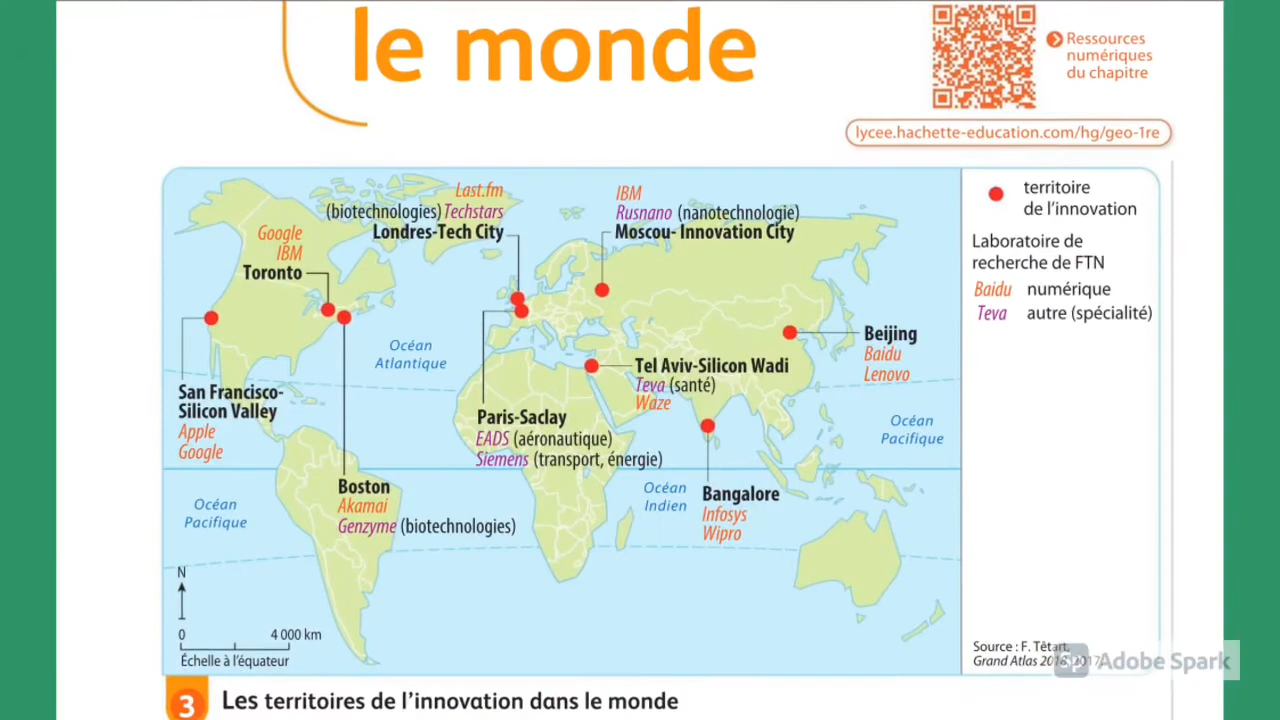 le monde
Ressources
numériques
du chapitre
lycee.hachette-education.com/hg/geo-1re
Last.fm
(biotechnologies) Techstars
Londres-Tech City
IBM
Rusnano (nanotechnologie)
Moscou- Innovation City
Google
IBM
Toronto
Océan
Atlantique
Beijing
Baidu
Lenovo
Tel Aviv-Silicon Wadi
Teva (santé)
Waze
San Francisco-
Silicon Valley
Apple
Google
Paris-Saclay
EADS (aéronautique)
Siemens (transport, énergie)
Océan
Pacifique
Boston
Akamai
Genzyme (biotechnologies)
Océan
Indien
Bangalore
Infosys
Wipro
Océan
Pacifique
N
0 4 000 km
Échelle à l'équateur
territoire
de l'innovation
Laboratoire de
recherche de FTN
Baidu numérique
Teva autre (spécialité)
Source : F. Têtart,
Grand Atlas 2018, 2017.
Sp Adobe Spark
3 Les territoires de l'innovation dans le monde